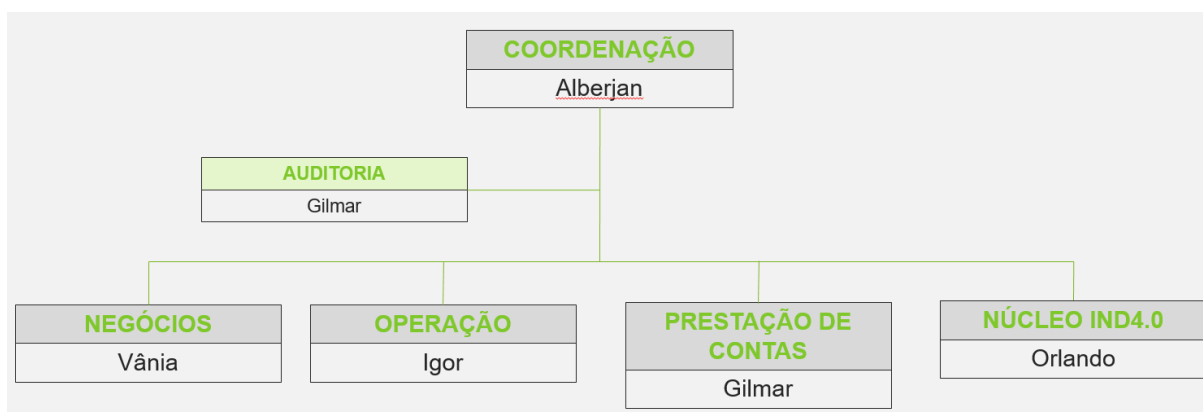 COORDENAÇÃO
Alberjan
AUDITORIA
Gilmar
NEGÓCIOS
Vânia
OPERAÇÃO
Igor
PRESTAÇÃO DE
CONTAS
Gilmar
NÚCLEO IND4.0
Orlando